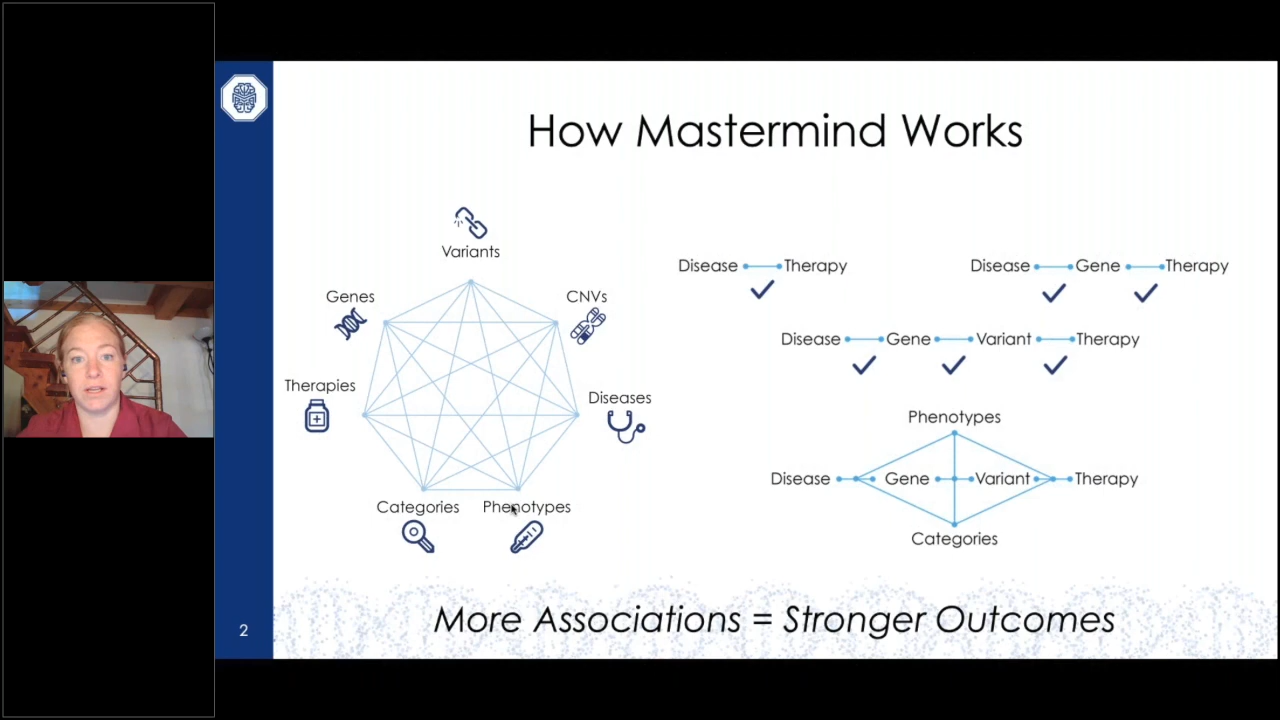 How Mastermind Works
Variants
Genes
CNVs
Therapies
Diseases
Categories
Phenotypes
Disease Therapy
Disease Gene Therapy
Disease Gene Variant Therapy
Phenotypes
Disease Gene Variant Therapy
Categories
More Associations = Stronger Outcomes
2